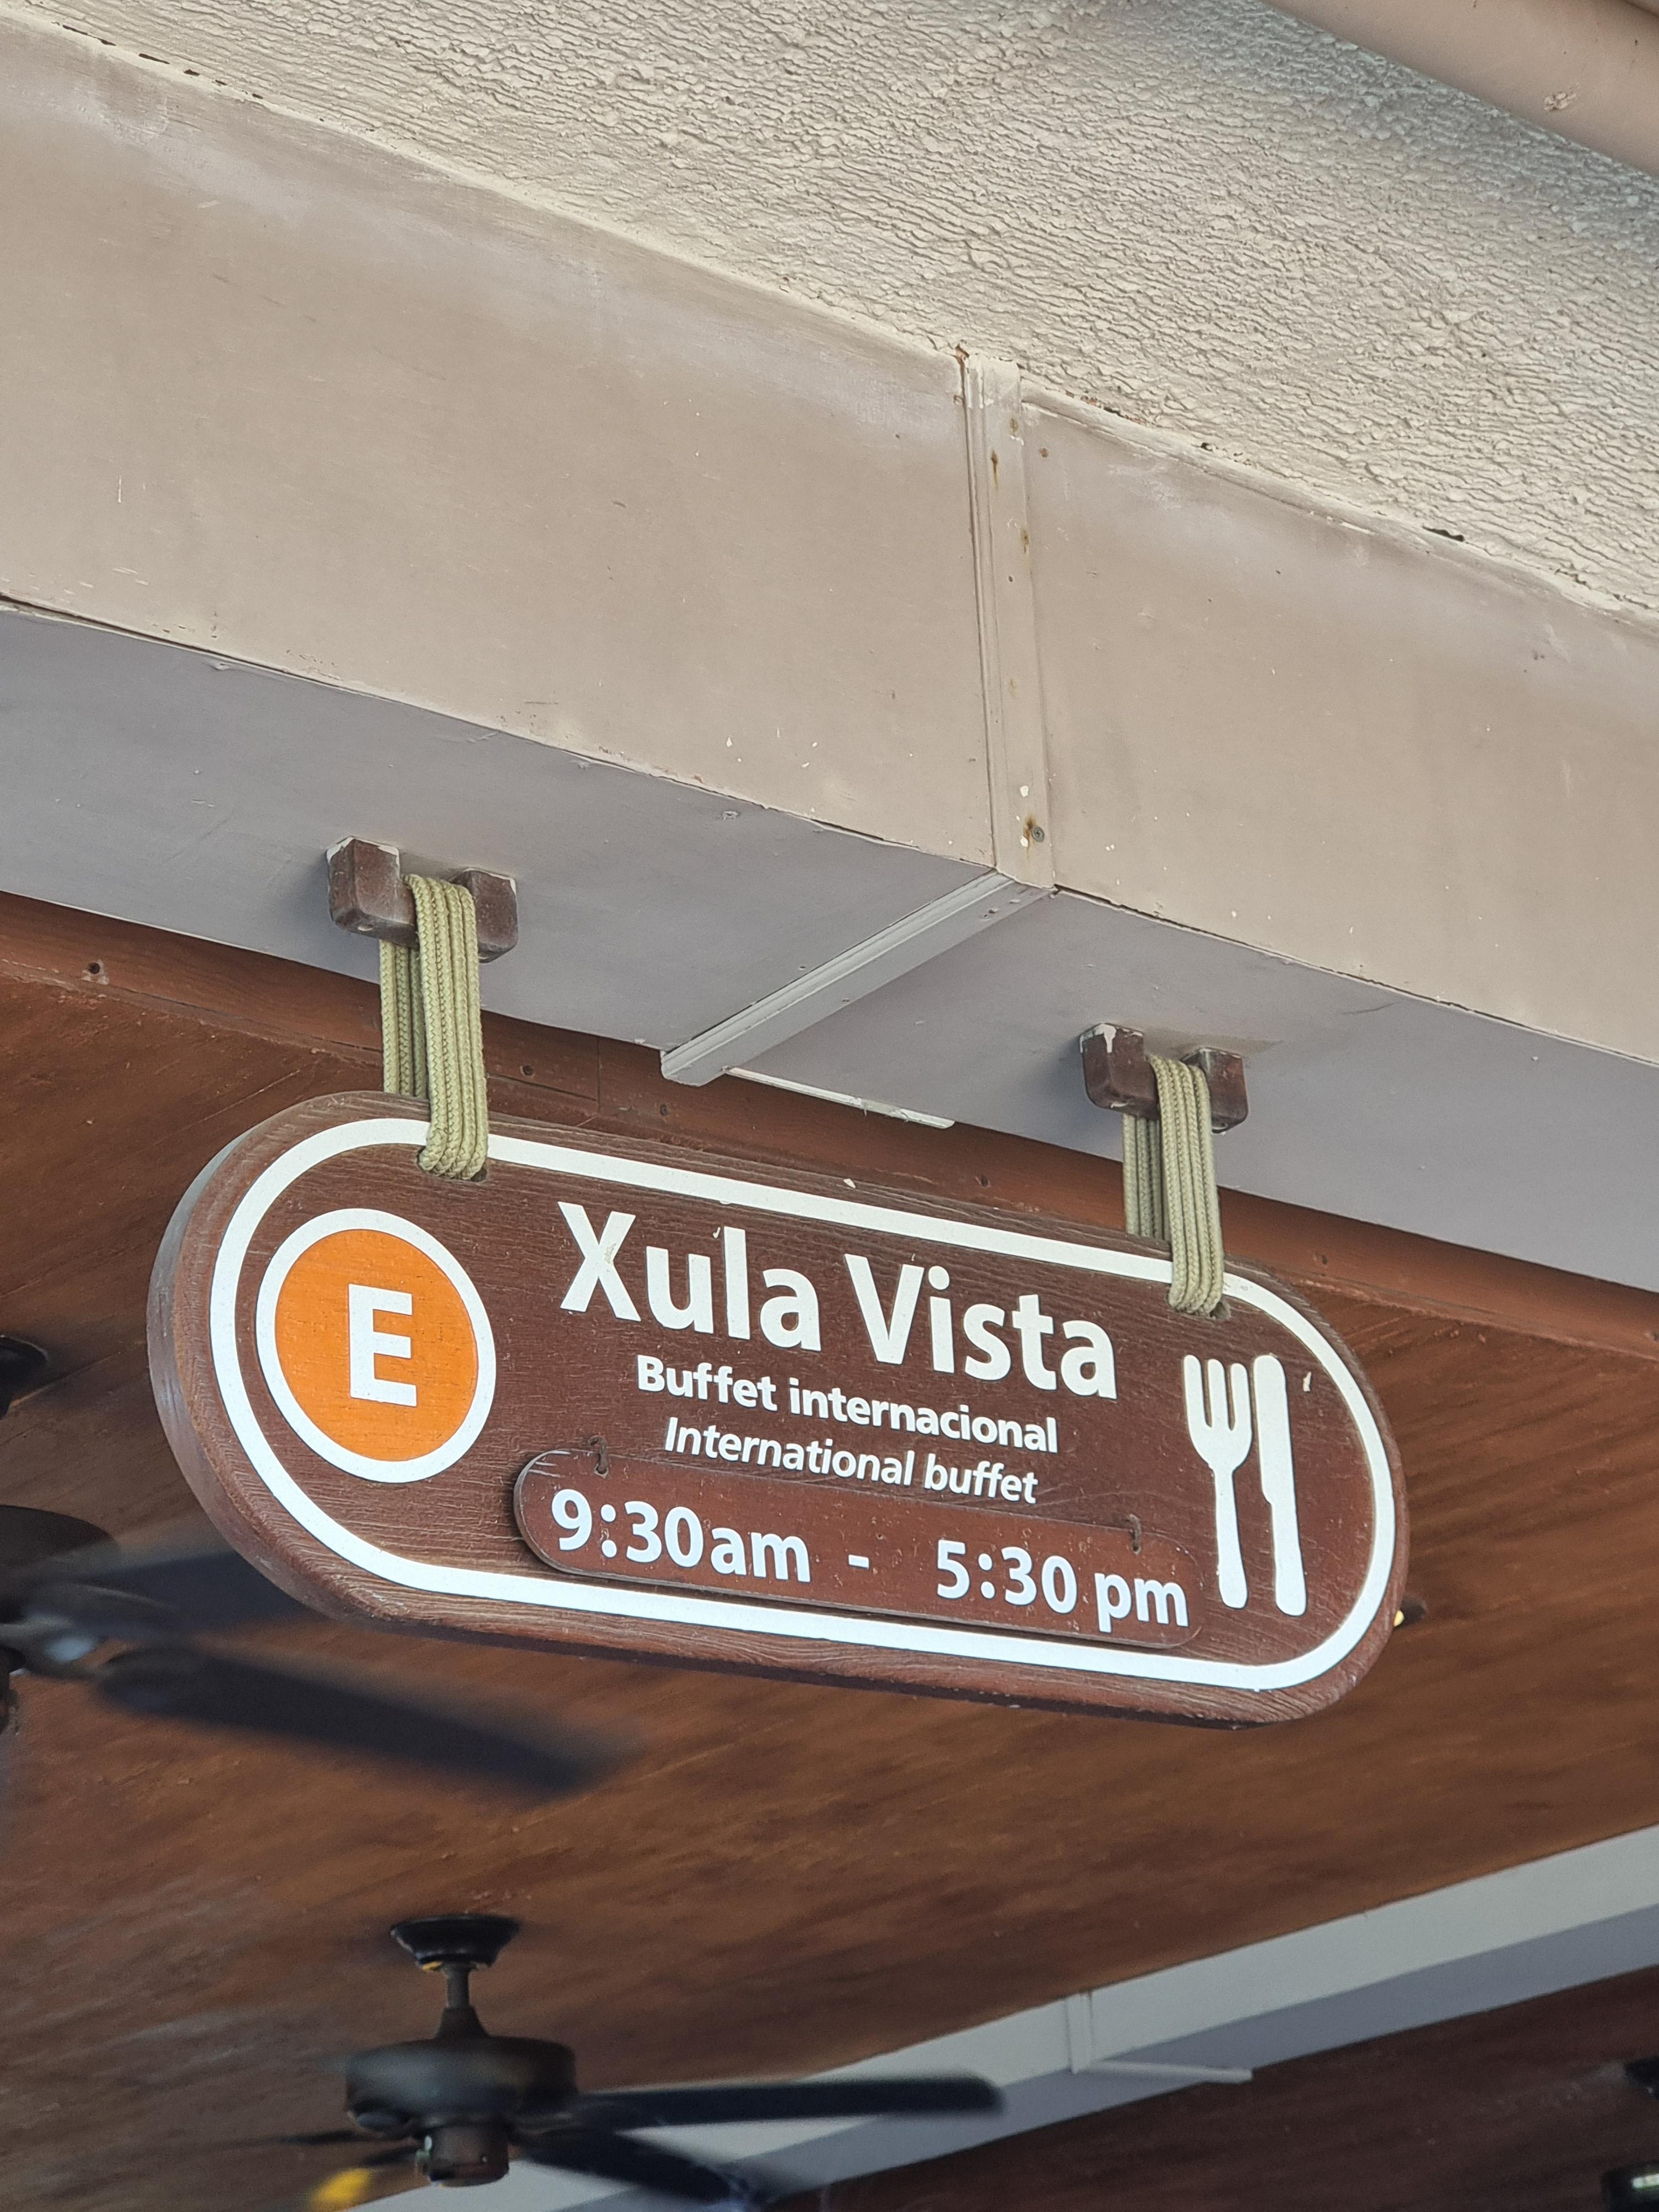 E
Xula Vista
Buffet internacional
International buffet
9:30am - 5:30 pm